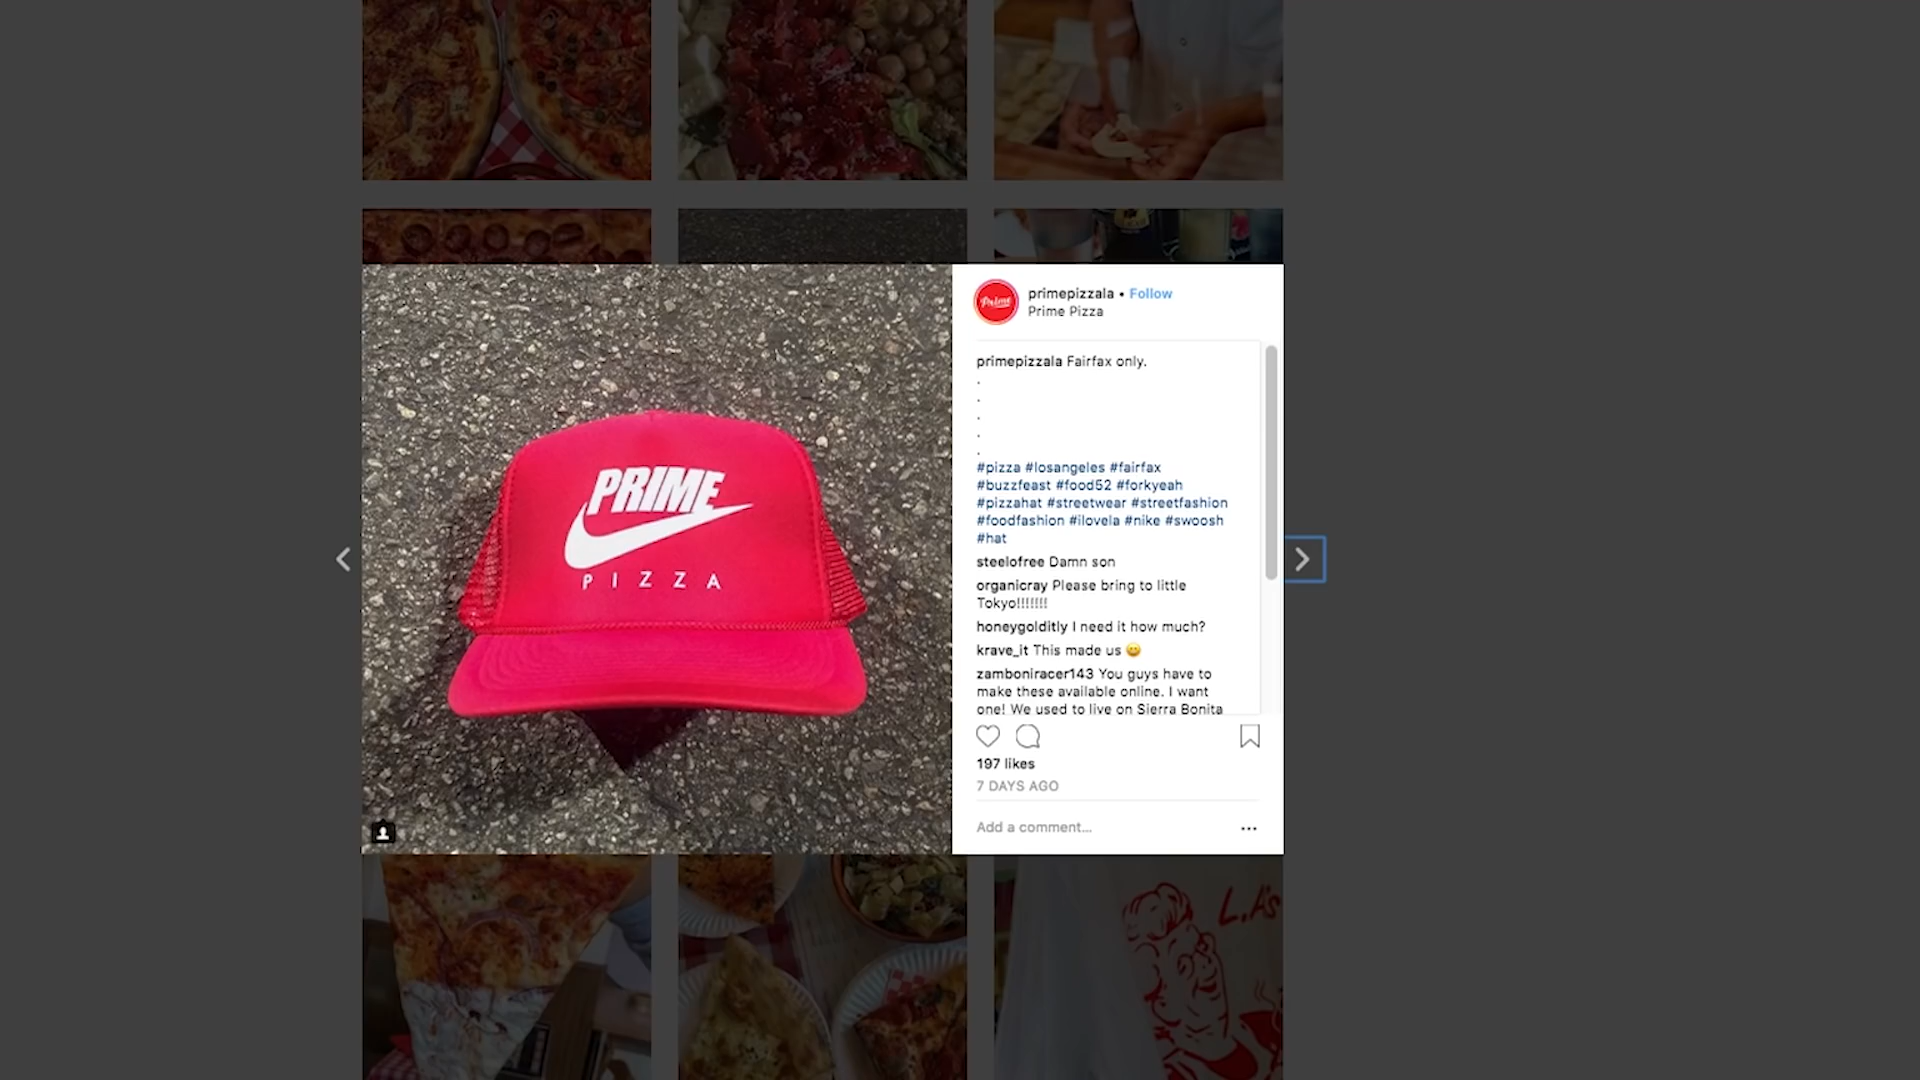 PRIME
PIZZA
Prime
primepizzala • Follow
Prime Pizza
primepizzala Fairfax only.
.
.
.
.
.
#pizza #losangeles #fairfax
#buzzfeast #food52 #forkyeah
#pizzahat #streetwear #streetfashion
#foodfashion #ilovela #nike #swoosh
#hat
steelofree Damn son
organicray Please bring to little
Tokyo!!!!!!!
honeygolditly I need it how much?
krave_it This made us 😀
zamboniracer143 You guys have to
make these available online. I want
one! We used to live on Sierra Bonita
197 likes
7 DAYS AGO
Add a comment...
L.A's